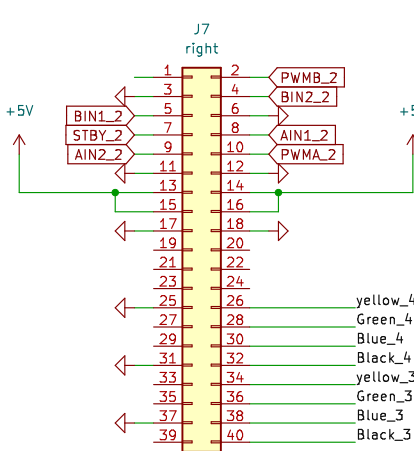 J7
right
1 2 PWMB_2
3 4 BIN2_2
+5V BIN1_2 5 6 +5
STBY_2 7 8 AIN1_2
AIN2_2 9 10 PWMA_2
11 12
13 14
15 16
17 18
19 20
21 22
23 24
25 26 yellow_4
27 28 Green_4
29 30 Blue_4
31 32 Black_4
33 34 yellow_3
35 36 Green_3
37 38 Blue_3
39 40 Black_3